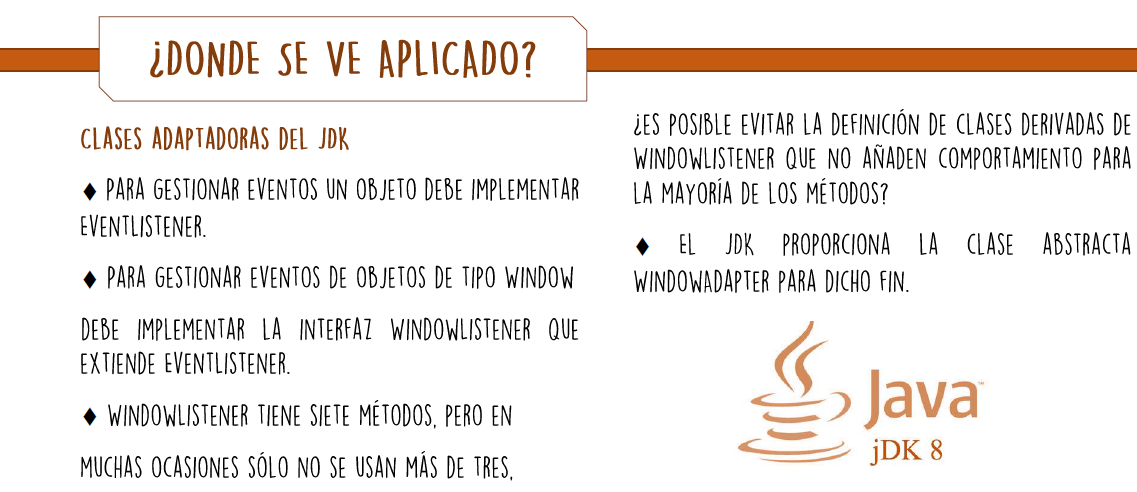 ¿DONDE SE VE APLICADO?
CLASES ADAPTADORAS DEL JDK
♦ PARA GESTIONAR EVENTOS UN OBJETO DEBE IMPLEMENTAR
EVENTLISTENER.
♦ PARA GESTIONAR EVENTOS DE OBJETOS DE TIPO WINDOW
DEBE IMPLEMENTAR LA INTERFAZ WINDOWLISTENER QUE
EXTIENDE EVENTLISTENER.
♦ WINDOWLISTENER TIENE SIETE MÉTODOS, PERO EN
MUCHAS OCASIONES SÓLO NO SE USAN MÁS DE TRES,
¿ES POSIBLE EVITAR LA DEFINICIÓN DE CLASES DERIVADAS DE
WINDOWLISTENER QUE NO AÑADEN COMPORTAMIENTO PARA
LA MAYORÍA DE LOS MÉTODOS?
♦ EL JDK PROPORCIONA LA CLASE ABSTRACTA
WINDOWADAPTER PARA DICHO FIN.
Java™
jDK 8